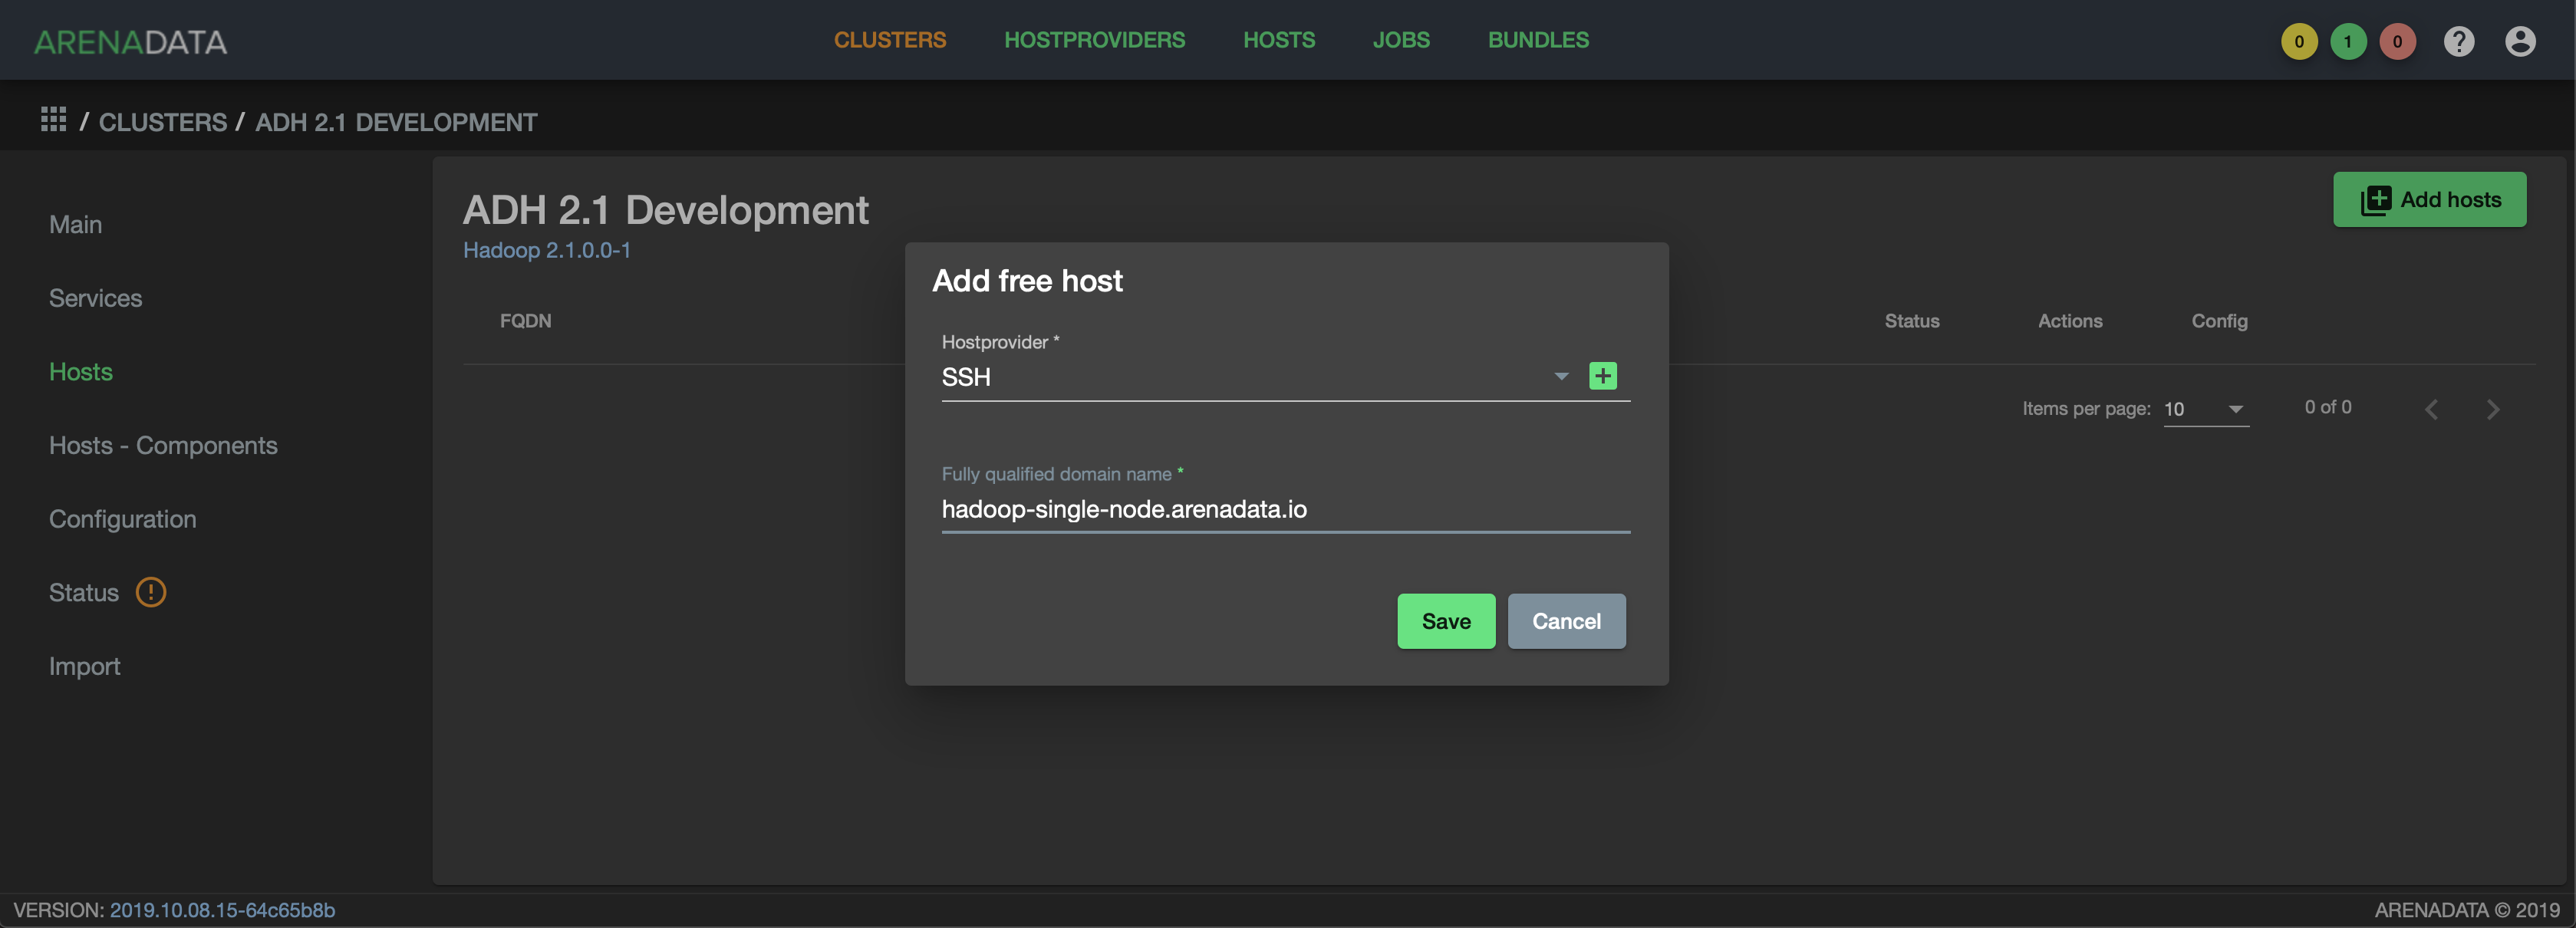 ARENADATA
CLUSTERS HOSTPROVIDERS HOSTS JOBS BUNDLES
0 1 0 ?
/ CLUSTERS / ADH 2.1 DEVELOPMENT
Main
Services
Hosts
Hosts - Components
Configuration
Status !
Import
ADH 2.1 Development
Hadoop 2.1.0.0-1
Add hosts
FQDN Status Actions Config
Items per page: 10 0 of 0
Add free host
Hostprovider *
SSH
Fully qualified domain name *
hadoop-single-node.arenadata.io
Save Cancel
VERSION: 2019.10.08.15-64c65b8b
ARENADATA © 2019